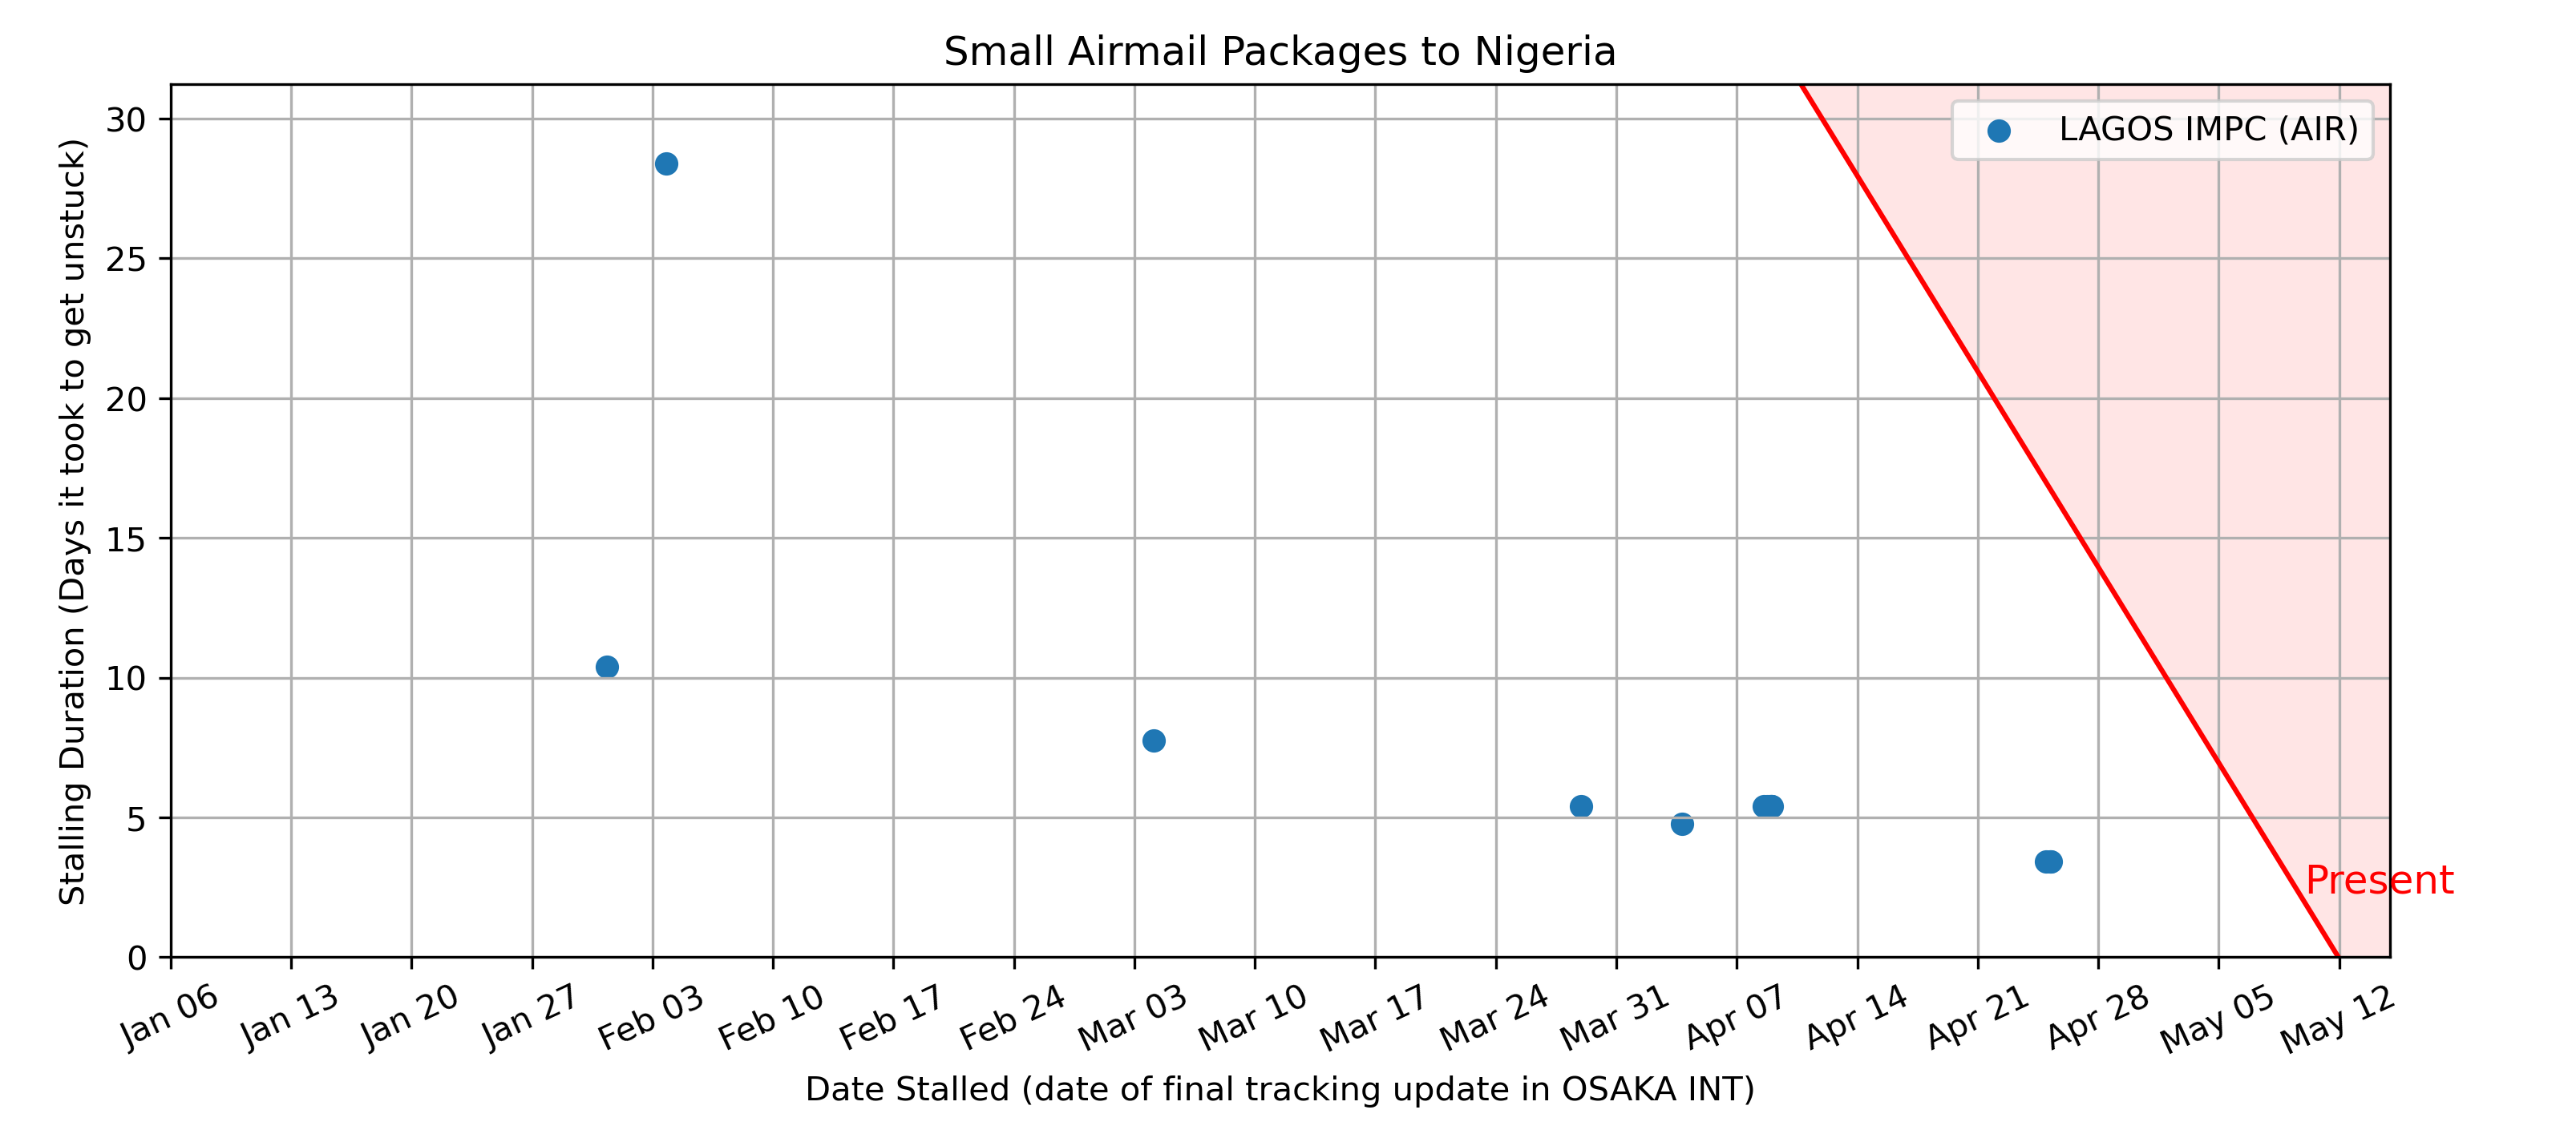 Small Airmail Packages to Nigeria
LAGOS IMPC (AIR)
Stalling Duration (Days it took to get unstuck)
30
25
20
15
10
5
0
Present
Jan 06
Jan 13
Jan 20
Jan 27
Feb 03
Feb 10
Feb 17
Feb 24
Mar 03
Mar 10
Mar 17
Mar 24
Mar 31
Apr 07
Apr 14
Apr 21
Apr 28
May 05
May 12
Date Stalled (date of final tracking update in OSAKA INT)